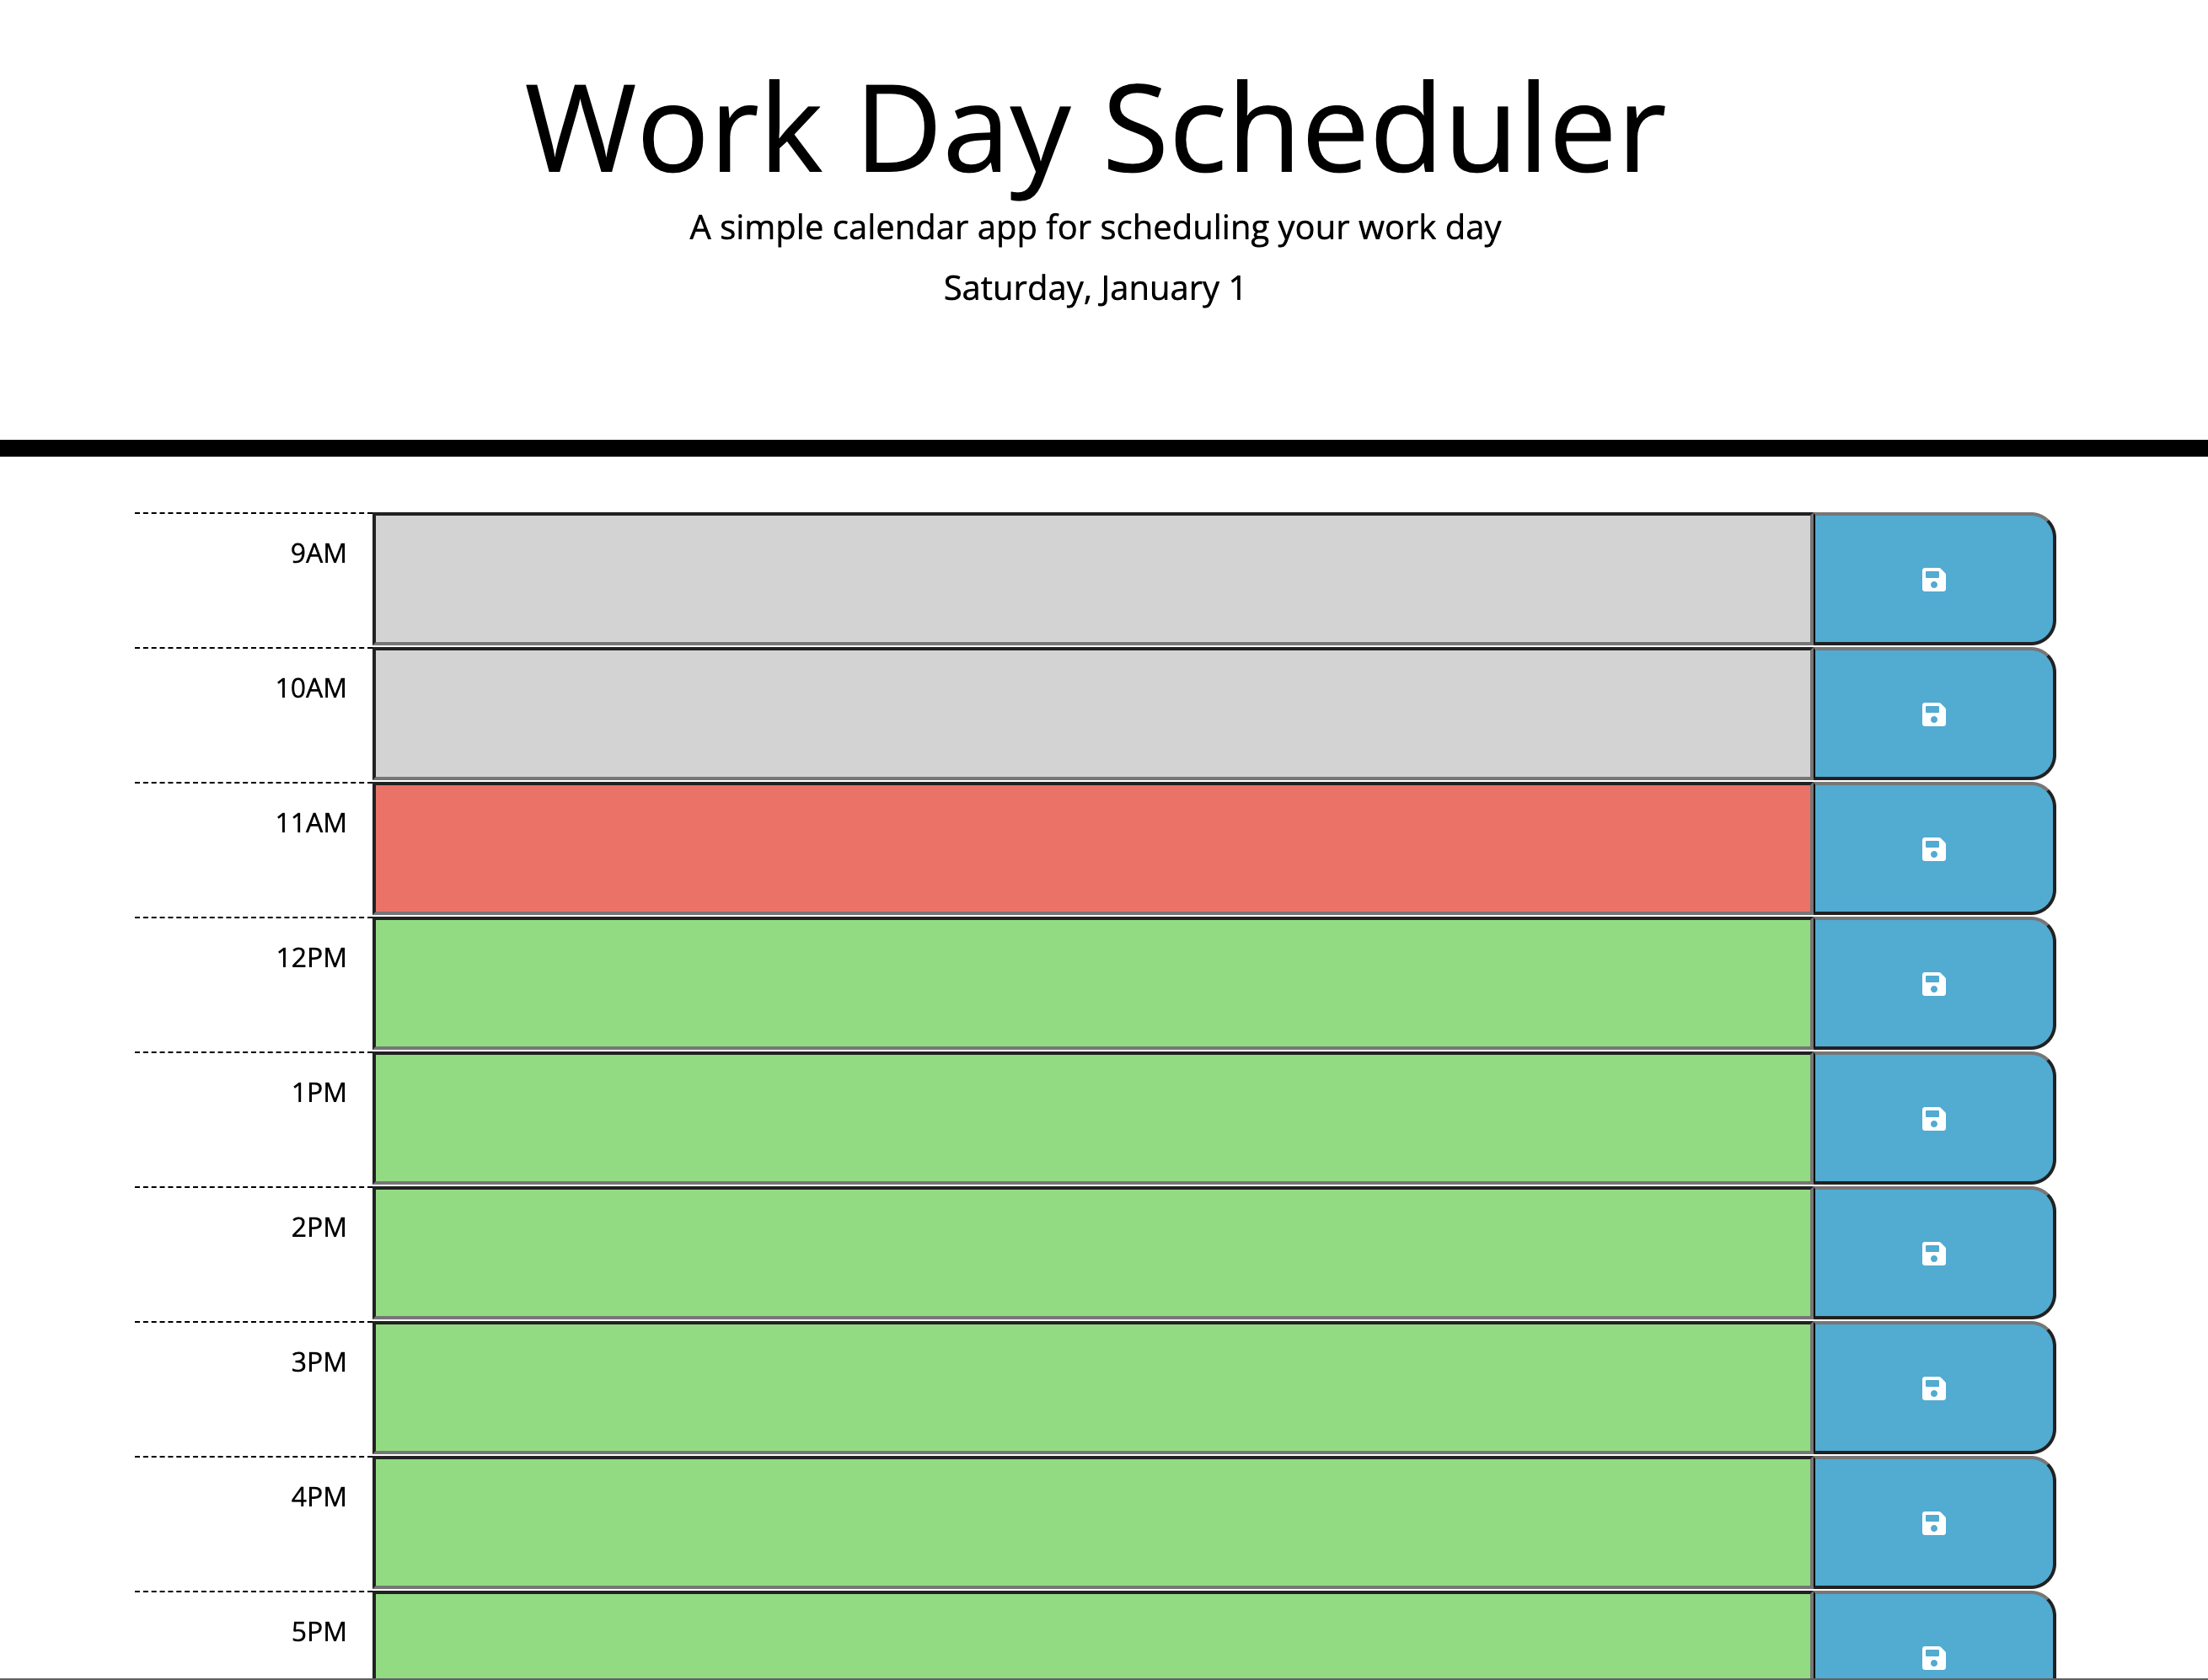 Work Day Scheduler
A simple calendar app for scheduling your work day
Saturday, January 1
9AM
10AM
11AM
12PM
1PM
2PM
3PM
4PM
5PM